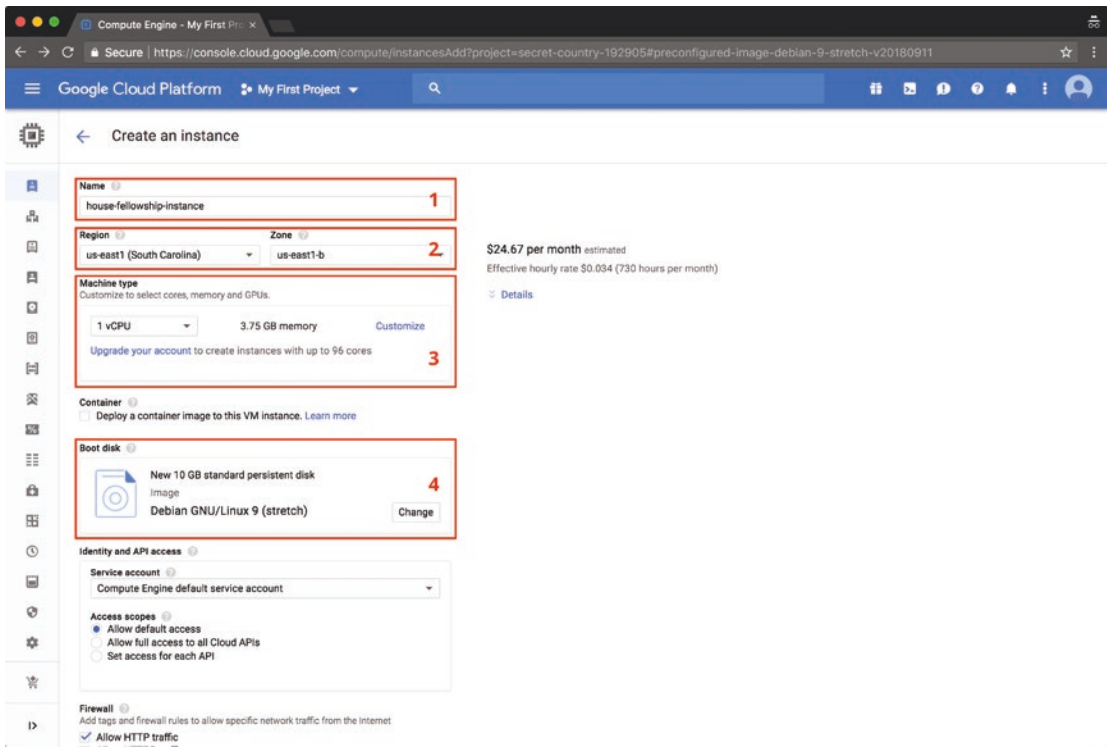 Compute Engine - My First Pro ×
Secure | https://console.cloud.google.com/compute/instancesAdd?project=secret-country-192905#preconfigured-image-debian-9-stretch-v20180911
Google Cloud Platform My First Project
Create an instance
Name
house-fellowship-instance
1
Region Zone
us-east1 (South Carolina) us-east1-b
2
$24.67 per month estimated
Effective hourly rate $0.034 (730 hours per month)
Details
Machine type
Customize to select cores, memory and GPUs.
1 vCPU 3.75 GB memory Customize
Upgrade your account to create instances with up to 96 cores
3
Container
Deploy a container image to this VM instance. Learn more
Boot disk
New 10 GB standard persistent disk
Image
4
Debian GNU/Linux 9 (stretch)
Change
Identity and API access
Service account
Compute Engine default service account
Access scopes
Allow default access
Allow full access to all Cloud APIs
Set access for each API
Firewall
Add tags and firewall rules to allow specific network traffic from the Internet
Allow HTTP traffic